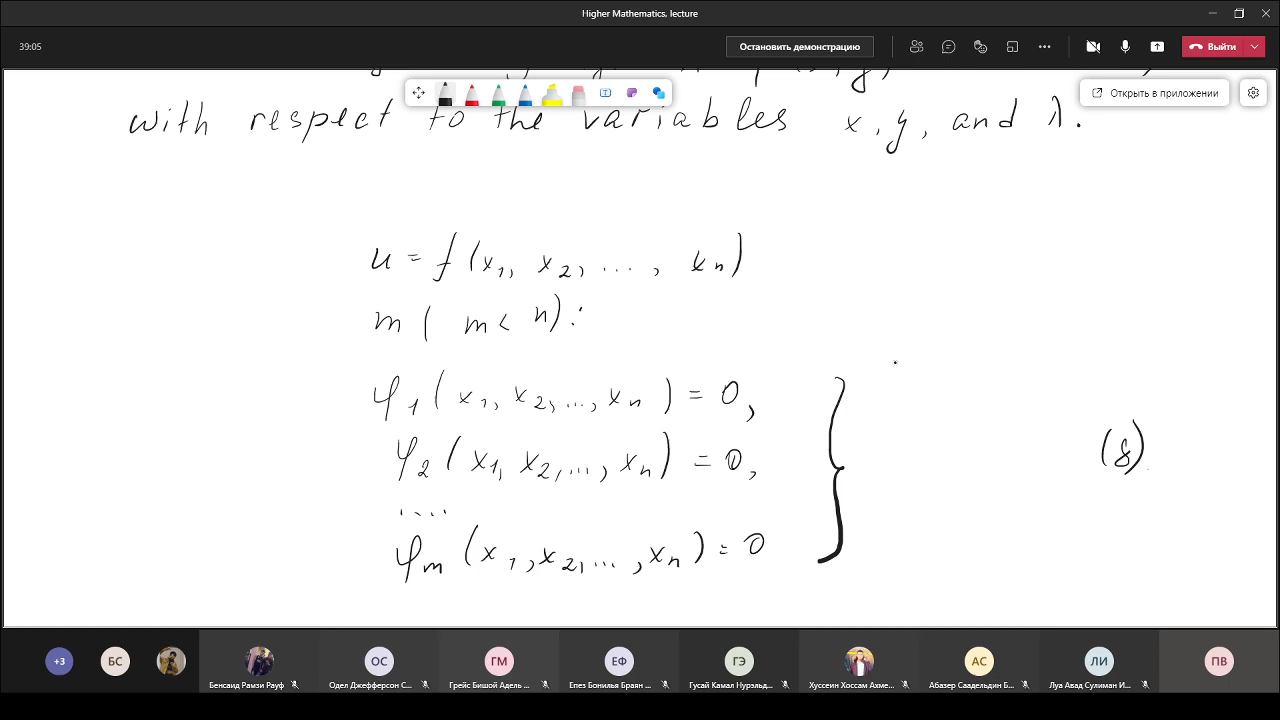 Higher Mathematics, lecture
39:05
Остановить демонстрацию
Выйти
Открыть в приложении
with respect to the variables x, y, and λ.
u = f(x₁, x₂, ..., xₙ)
m (m < n):
φ₁(x₁, x₂, ..., xₙ) = 0,
φ₂(x₁, x₂, ..., xₙ) = 0,
.....
φₘ(x₁, x₂, ..., xₙ) = 0
(8)
+3
БС
ОС
ГМ
ЕФ
ГЭ
АС
ЛИ
ПВ
Бенсаид Рамзи Рауф
Одел Джефферсон С...
Грейс Бишой Адель ...
Епез Бонилья Браян ...
Гусай Камал Нурэльд...
Хуссеин Хоссам Ахме...
Абазер Саадельдин Б...
Луа Авад Сулиман И...